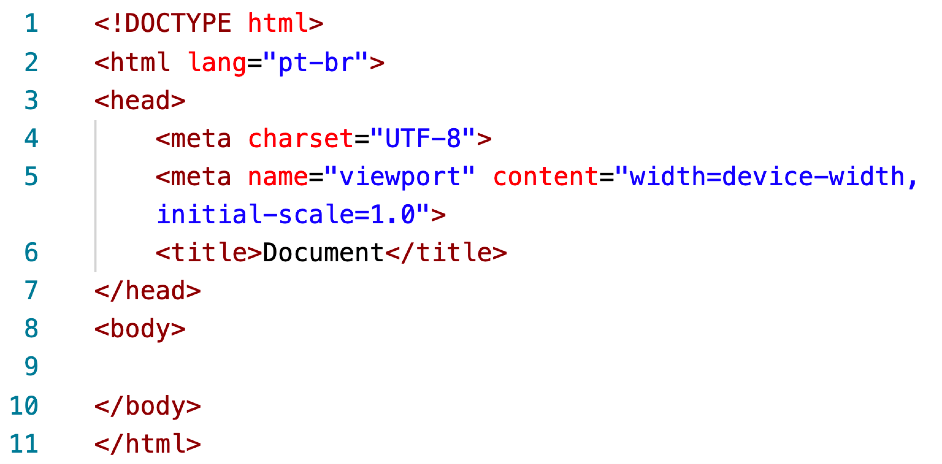 1 <!DOCTYPE html>
2 <html lang="pt-br">
3 <head>
4 <meta charset="UTF-8">
5 <meta name="viewport" content="width=device-width,
initial-scale=1.0">
6 <title>Document</title>
7 </head>
8 <body>
9
10 </body>
11 </html>